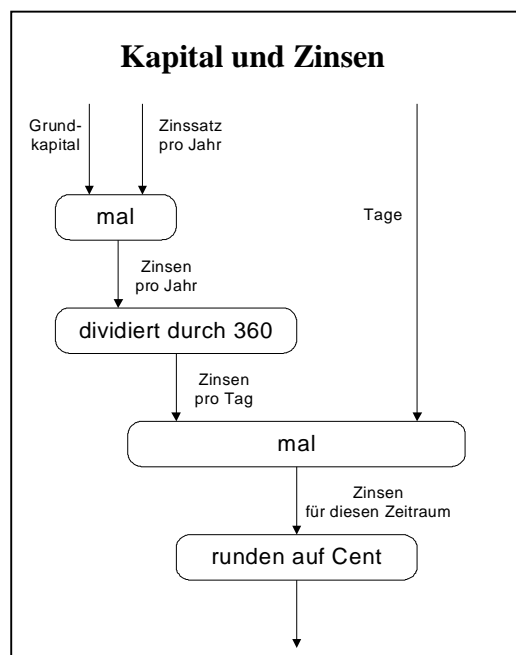 Kapital und Zinsen
Grund-
kapital
Zinssatz
pro Jahr
mal
Tage
Zinsen
pro Jahr
dividiert durch 360
Zinsen
pro Tag
mal
Zinsen
für diesen Zeitraum
runden auf Cent